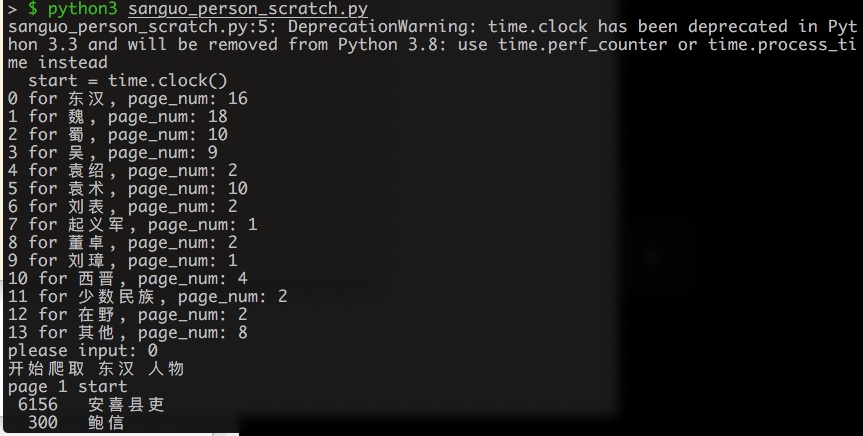 > $ python3 sanguo_person_scratch.py
sanguo_person_scratch.py:5: DeprecationWarning: time.clock has been deprecated in Pyt
hon 3.3 and will be removed from Python 3.8: use time.perf_counter or time.process_ti
me instead
  start = time.clock()
0 for 东汉, page_num: 16
1 for 魏, page_num: 18
2 for 蜀, page_num: 10
3 for 吴, page_num: 9
4 for 袁绍, page_num: 2
5 for 袁术, page_num: 10
6 for 刘表, page_num: 2
7 for 起义军, page_num: 1
8 for 董卓, page_num: 2
9 for 刘璋, page_num: 1
10 for 西晋, page_num: 4
11 for 少数民族, page_num: 2
12 for 在野, page_num: 2
13 for 其他, page_num: 8
please input: 0
开始爬取 东汉 人物
page 1 start
 6156   安喜县吏
  300   鲍信